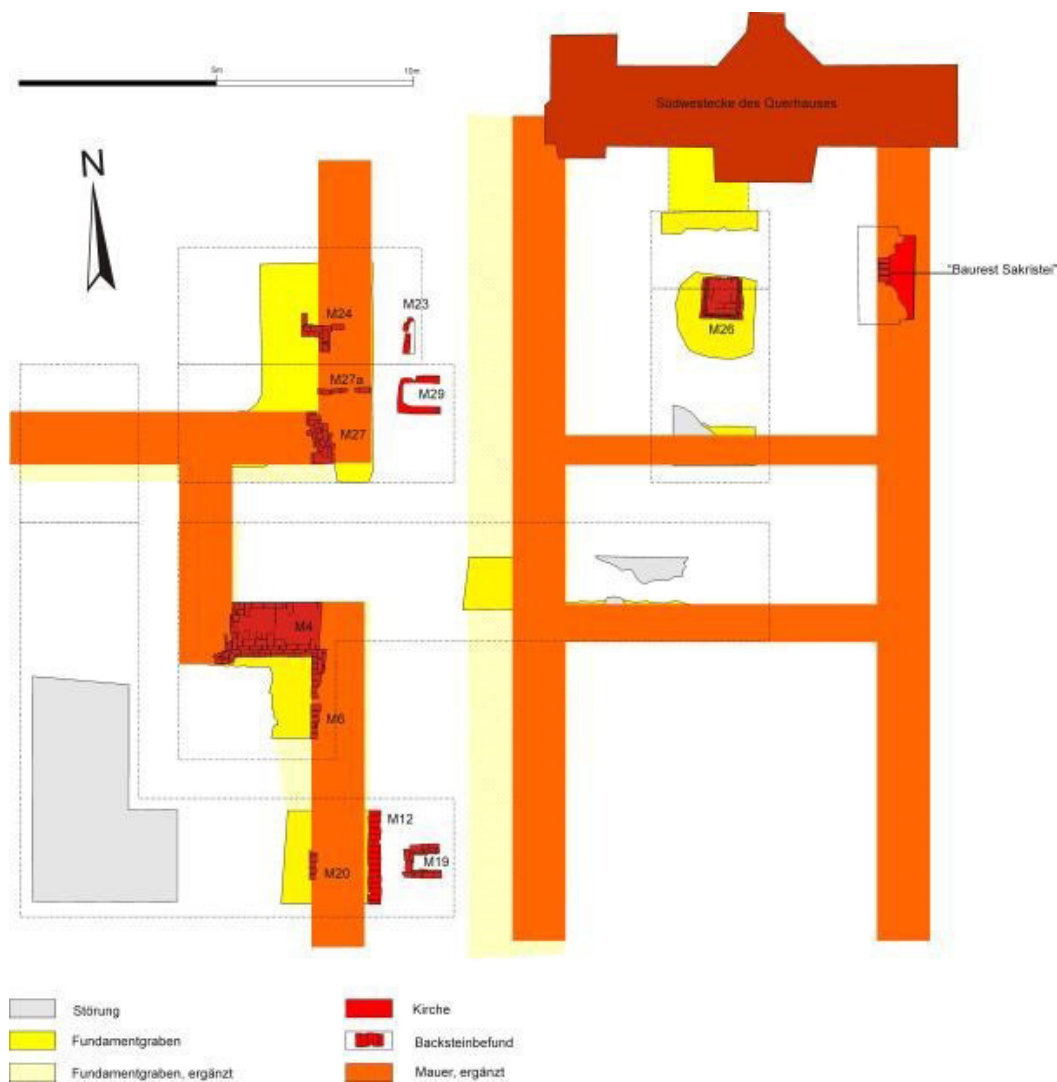 5m
10m
Südwestecke des Querhauses
N
"Baurest Sakristei"
M23
M24
M26
M27a
M29
M27
M4
M6
M12
M19
M20
Störung
Kirche
Fundamentgraben
Backsteinbefund
Fundamentgraben, ergänzt
Mauer, ergänzt